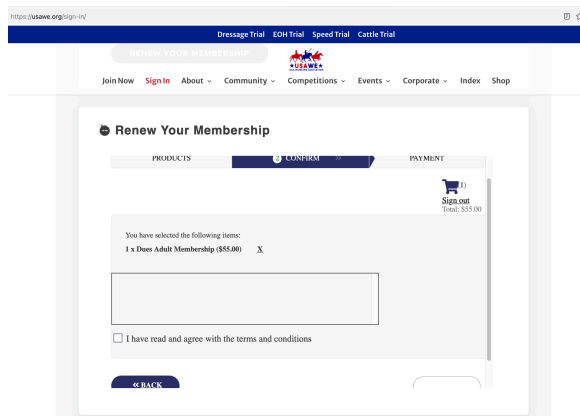 https://usawe.org/sign-in/
Dressage Trial EOH Trial Speed Trial Cattle Trial
RENEW YOUR MEMBERSHIP
★USAWE★
Join Now Sign In About Community Competitions Events Corporate Index Shop
Renew Your Membership
PRODUCTS 2 CONFIRM >> PAYMENT
(1)
Sign out
Total: $55.00
You have selected the following items:
1 x Dues Adult Membership ($55.00) X
I have read and agree with the terms and conditions
<< BACK